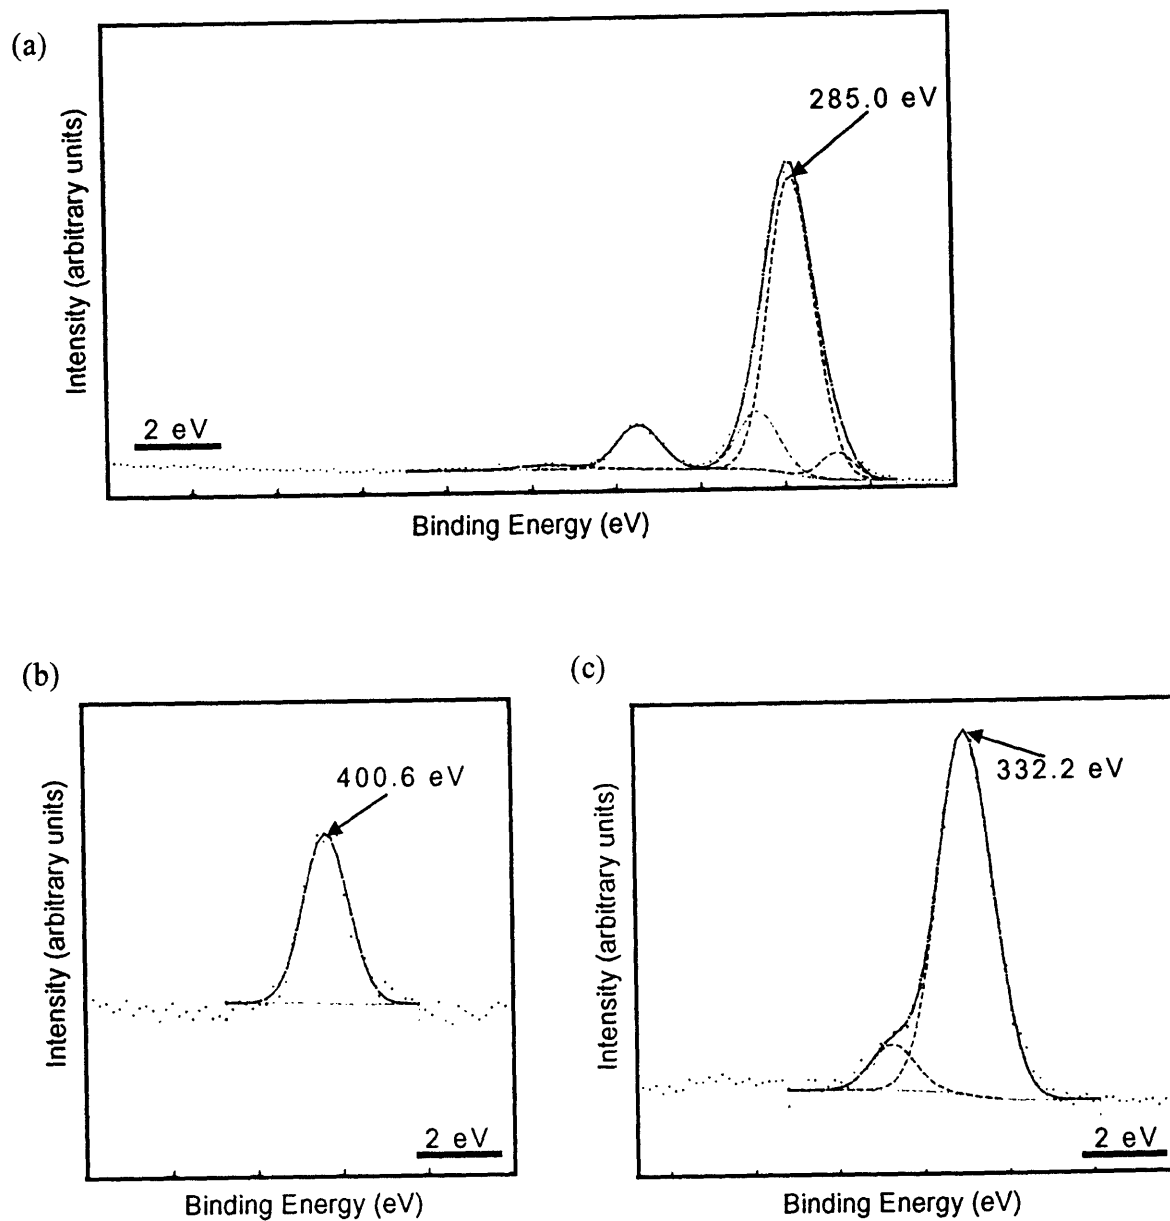 (a)
285.0 eV
Intensity (arbitrary units)
2 eV
Binding Energy (eV)
(b)
400.6 eV
Intensity (arbitrary units)
2 eV
Binding Energy (eV)
(c)
332.2 eV
Intensity (arbitrary units)
2 eV
Binding Energy (eV)